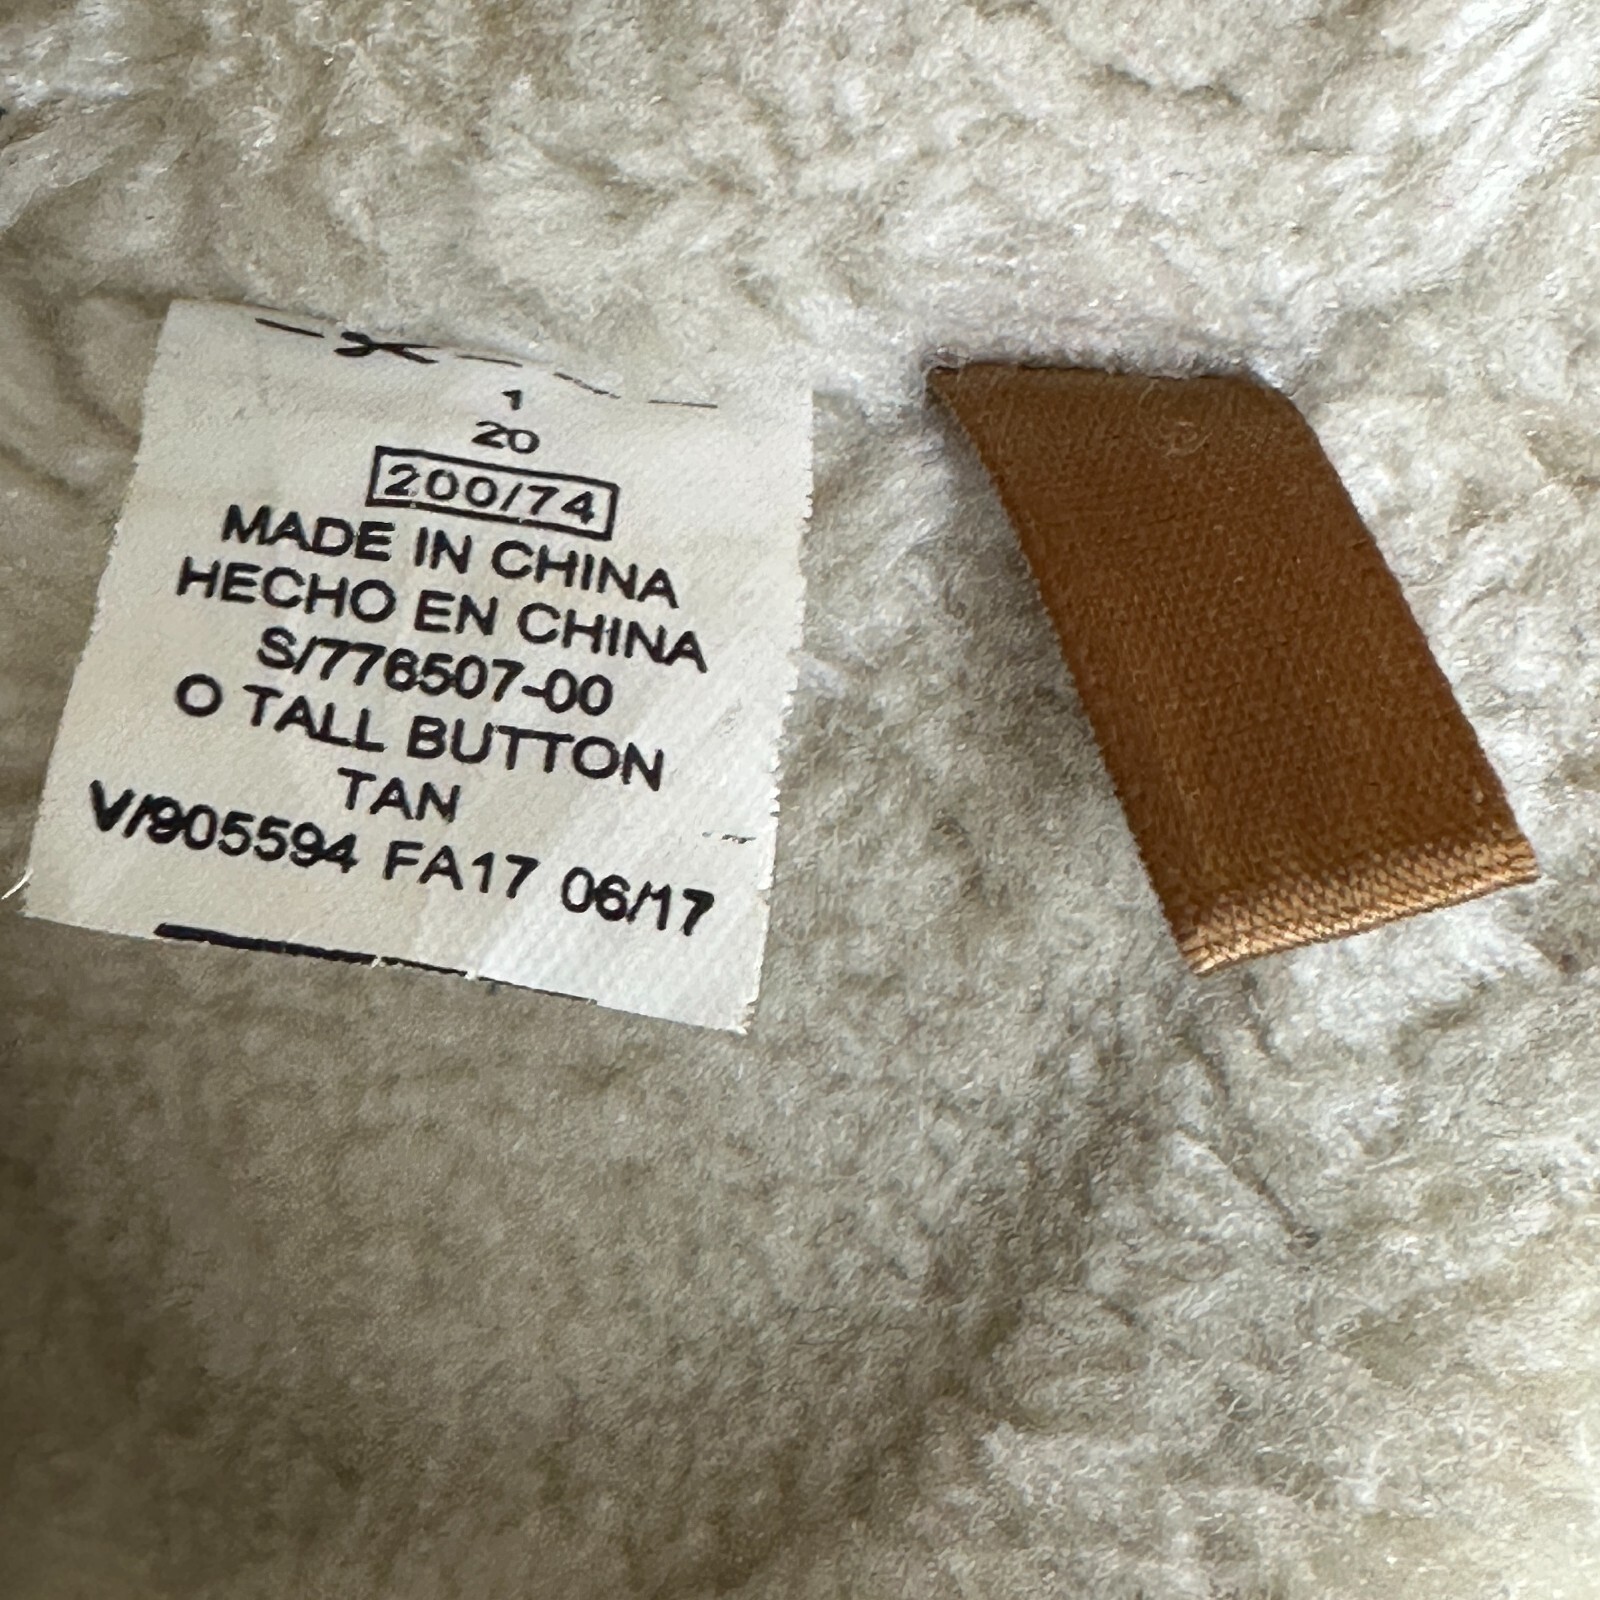 1
20
200/74
MADE IN CHINA
HECHO EN CHINA
S/776507-00
O TALL BUTTON
TAN
V/905594 FA17 06/17